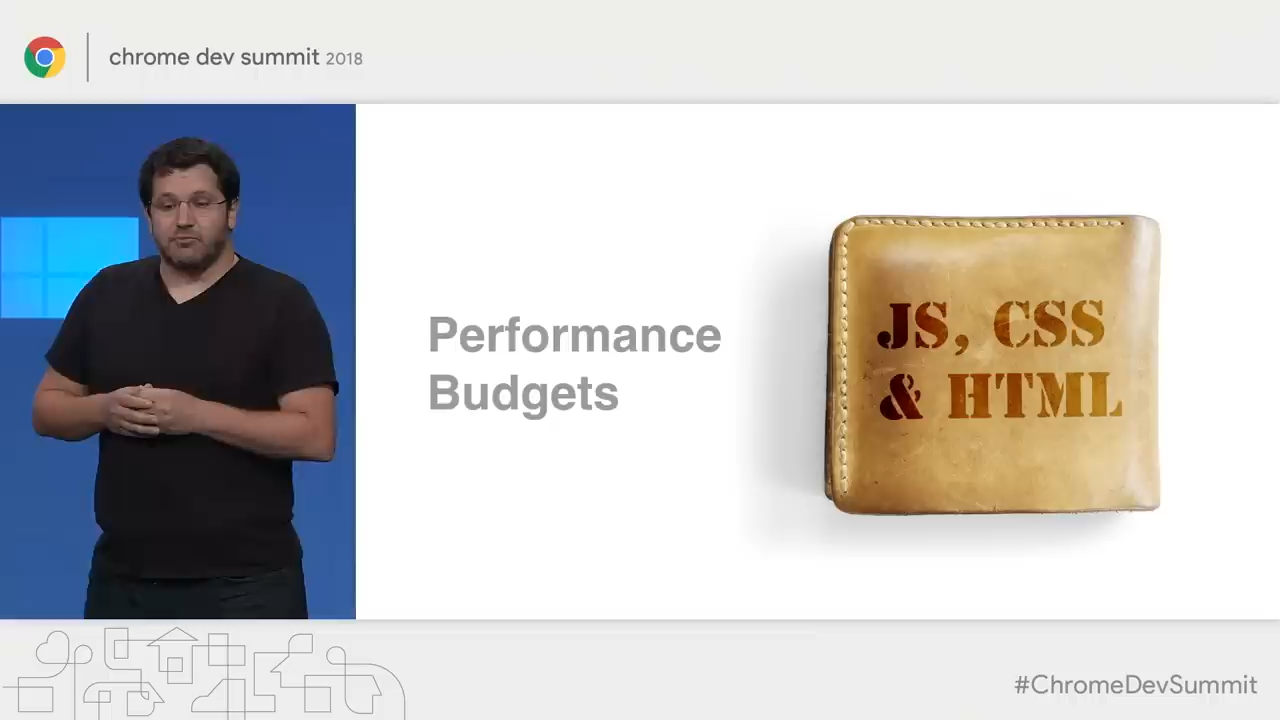 chrome dev summit 2018
Performance
Budgets
JS, CSS
& HTML
#ChromeDevSummit